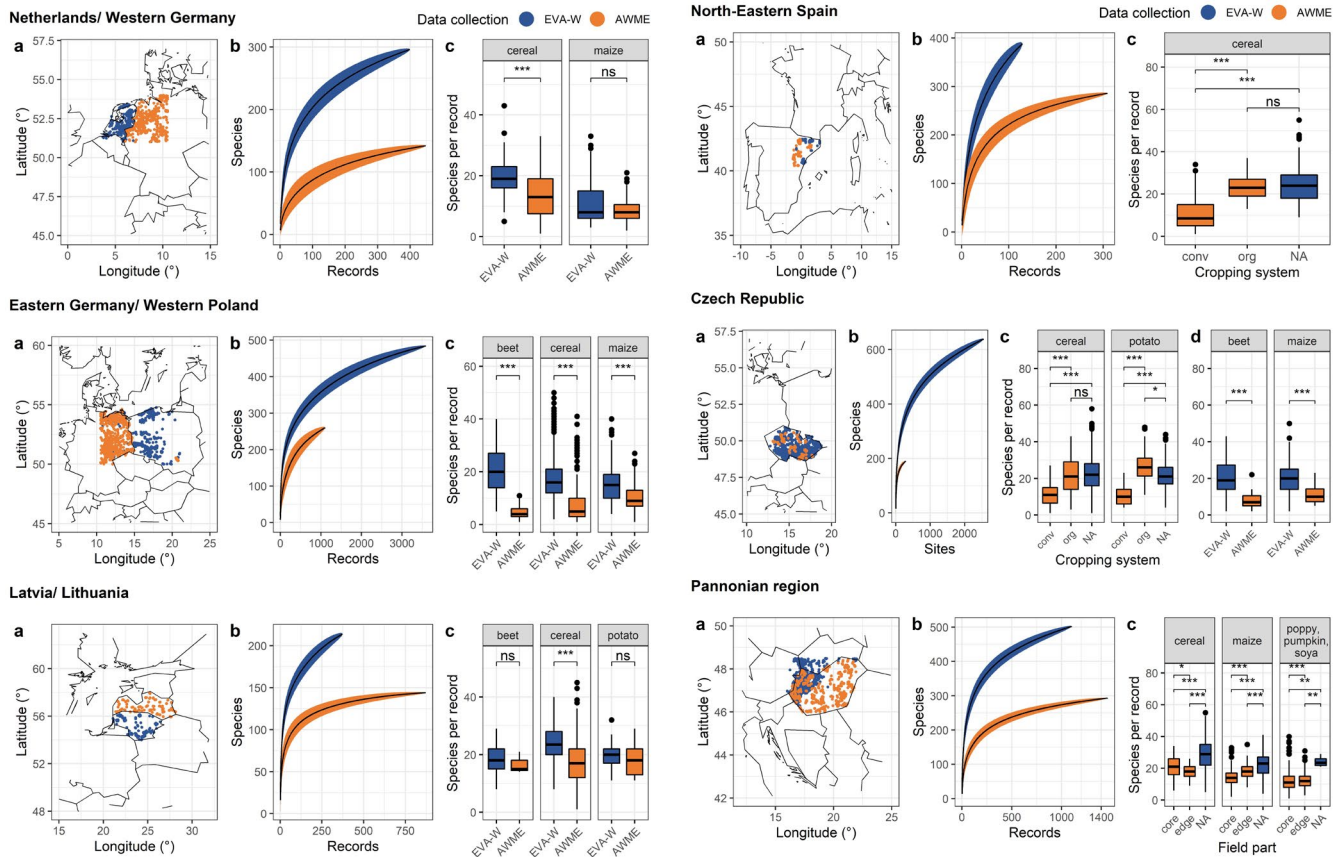 Netherlands/ Western Germany
Data collection EVA-W AWME
a
57.5
55.0
52.5
50.0
47.5
45.0
Latitude (°)
0 5 10 15
Longitude (°)
b
300
200
100
0
Species
0 100 200 300 400
Records
c
cereal maize
*** ns
50
40
30
20
10
0
Species per record
EVA-W AWME EVA-W AWME
North-Eastern Spain
Data collection EVA-W AWME
a
50
45
40
35
Latitude (°)
-10 -5 0 5 10 15
Longitude (°)
b
400
300
200
100
0
Species
0 100 200 300
Records
c
cereal
***
***
ns
80
60
40
20
0
Species per record
conv org NA
Cropping system
Eastern Germany/ Western Poland
a
60
55
50
45
Latitude (°)
5 10 15 20 25
Longitude (°)
b
500
400
300
200
100
0
Species
0 1000 2000 3000
Records
c
beet cereal maize
*** *** ***
60
40
20
0
Species per record
EVA-W AWME EVA-W AWME EVA-W AWME
Czech Republic
a
57.5
55.0
52.5
50.0
47.5
45.0
Latitude (°)
10 15 20
Longitude (°)
b
600
400
200
0
Species
0 1000 2000
Sites
c
cereal potato
*** ***
*** ***
ns *
80
60
40
20
0
Species per record
conv org NA conv org NA
Cropping system
d
beet maize
*** ***
EVA-W AWME EVA-W AWME
Latvia/ Lithuania
a
60
56
52
48
Latitude (°)
15 20 25 30
Longitude (°)
b
200
150
100
50
0
Species
0 250 500 750
Records
c
beet cereal potato
ns *** ns
40
20
0
Species per record
EVA-W AWME EVA-W AWME EVA-W AWME
Pannonian region
a
50
48
46
44
42
Latitude (°)
14 16 18 20 22 24 26
Longitude (°)
b
500
400
300
200
100
0
Species
0 500 1000 1400
Records
c
cereal maize poppy,
pumpkin,
soya
* *** ***
*** *** **
*** *** **
80
60
40
20
0
Species per record
core edge NA core edge NA core edge NA
Field part